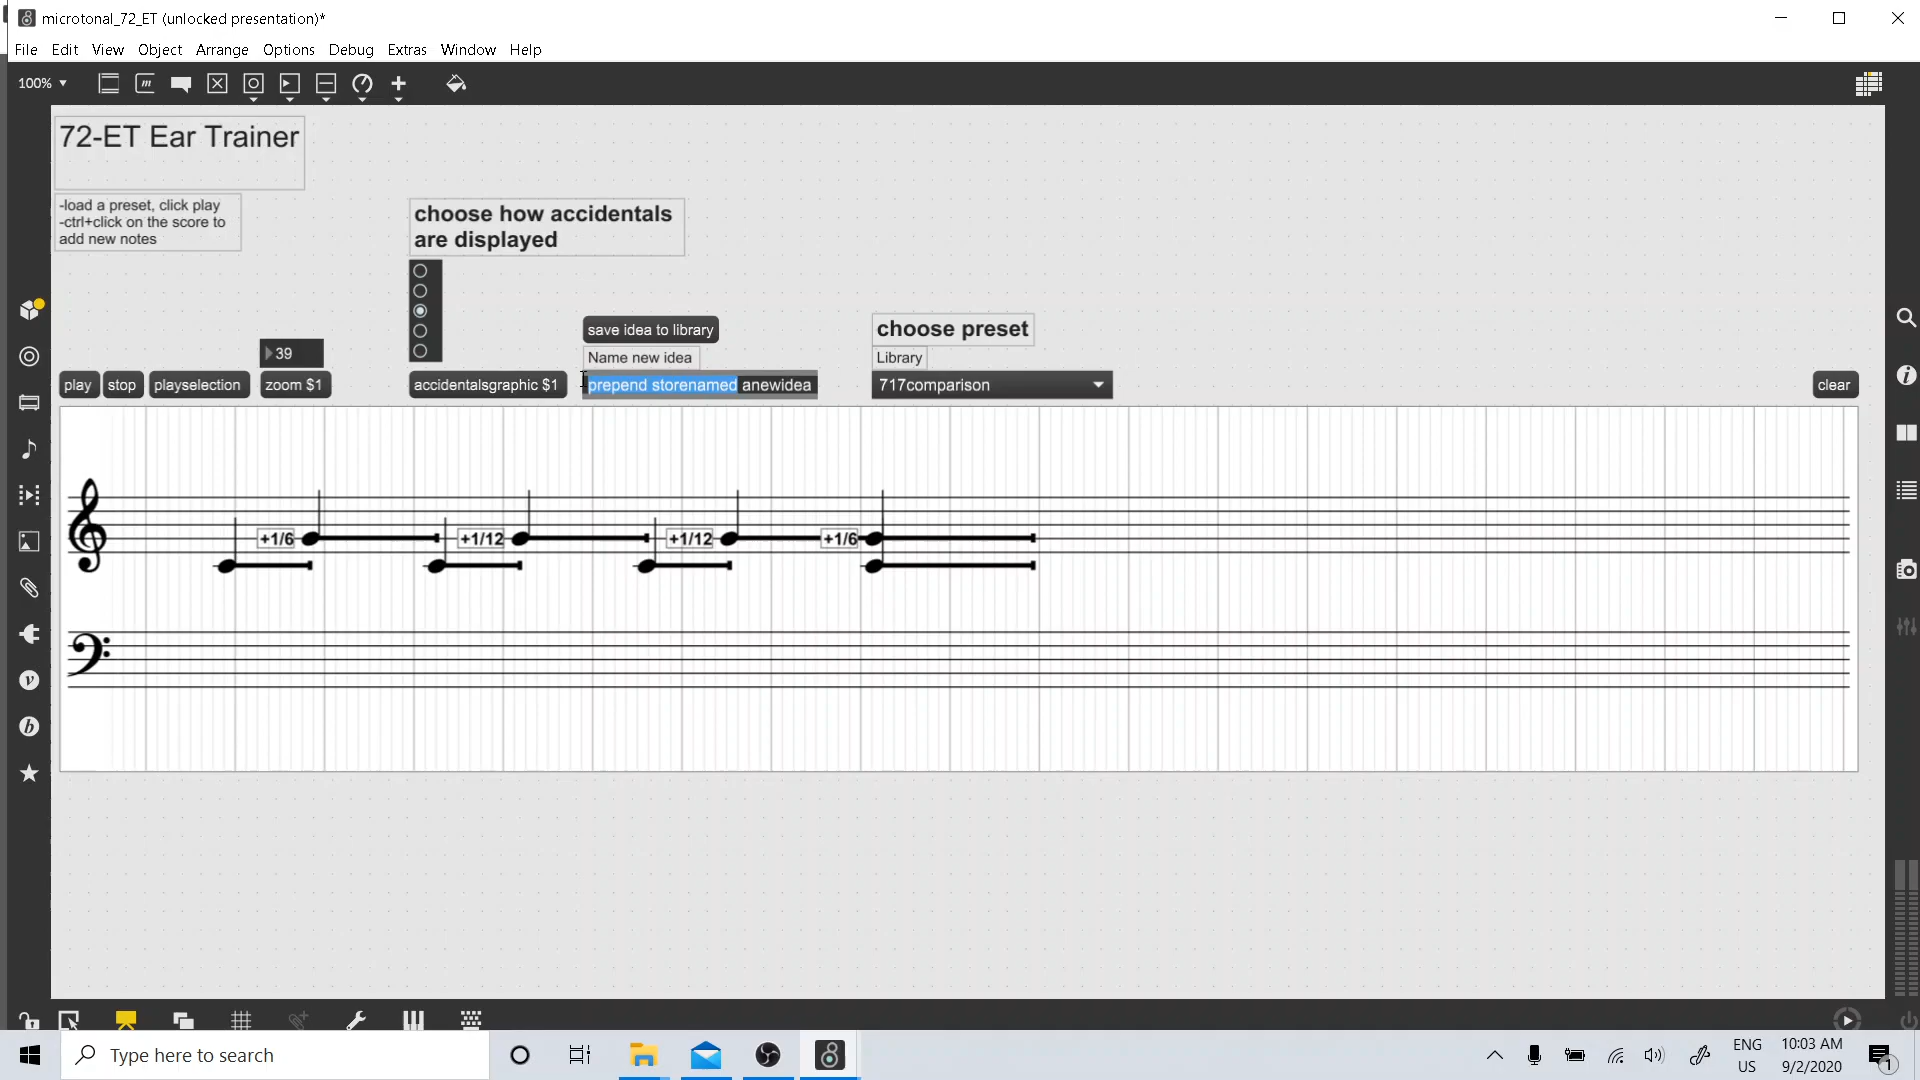 microtonal_72_ET (unlocked presentation)*
File Edit View Object Arrange Options Debug Extras Window Help
100%
72-ET Ear Trainer
-load a preset, click play
-ctrl+click on the score to
add new notes
choose how accidentals
are displayed
save idea to library
choose preset
39
Name new idea
Library
play stop playselection zoom $1 accidentalsgraphic $1 prepend storenamed anewidea 717comparison clear
+1/6 +1/12 +1/12 +1/6
Type here to search
ENG
US
10:03 AM
9/2/2020
1